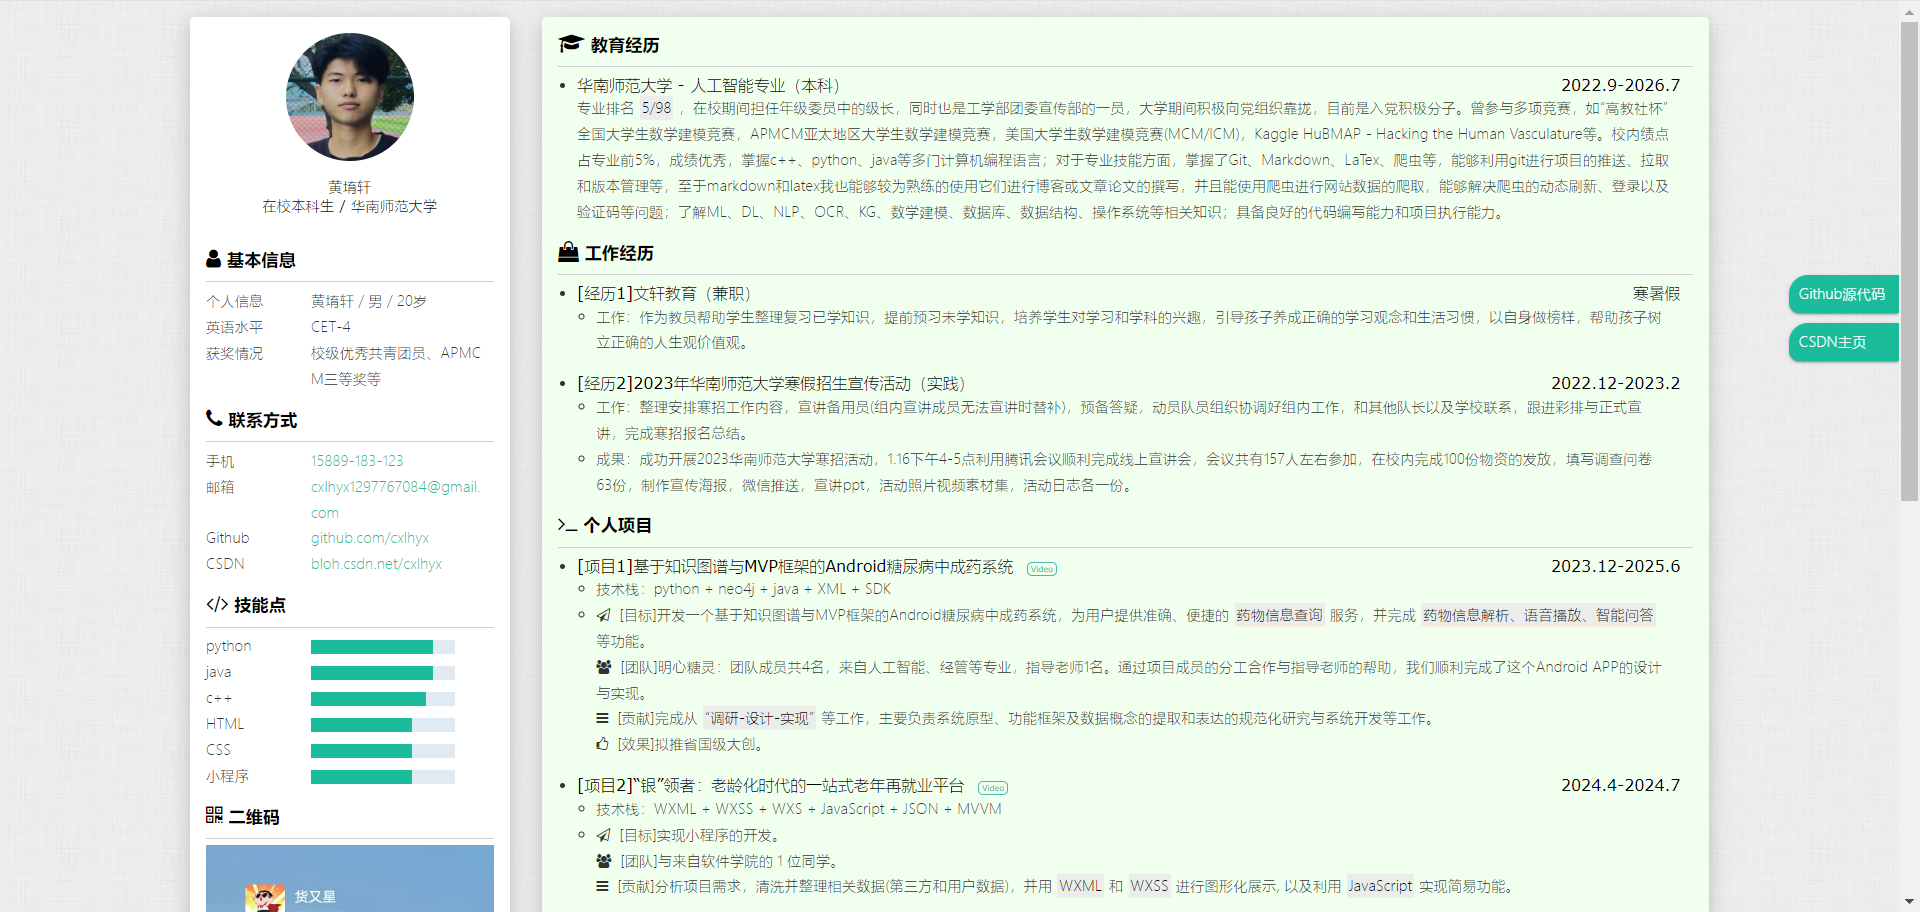 黄堉轩
在校本科生 / 华南师范大学
基本信息
个人信息 黄堉轩 / 男 / 20岁
英语水平 CET-4
获奖情况 校级优秀共青团员、APMC
M三等奖等
联系方式
手机 15889-183-123
邮箱 cxlhyx1297767084@gmail.
com
Github github.com/cxlhyx
CSDN bloh.csdn.net/cxlhyx
技能点
python
java
c++
HTML
CSS
小程序
二维码
货又星
教育经历
华南师范大学 - 人工智能专业（本科） 2022.9-2026.7
专业排名 5/98 ，在校期间担任年级委员中的级长，同时也是工学部团委宣传部的一员，大学期间积极向党组织靠拢，目前是入党积极分子。曾参与多项竞赛，如“高教社杯”
全国大学生数学建模竞赛，APMCM亚太地区大学生数学建模竞赛，美国大学生数学建模竞赛(MCM/ICM)，Kaggle HuBMAP - Hacking the Human Vasculature等。校内绩点
占专业前5%，成绩优秀，掌握c++、python、java等多门计算机编程语言；对于专业技能方面，掌握了Git、Markdown、LaTex、爬虫等，能够利用git进行项目的推送、拉取
和版本管理等，至于markdown和latex我也能够较为熟练的使用它们进行博客或文章论文的撰写，并且能使用爬虫进行网站数据的爬取，能够解决爬虫的动态刷新、登录以及
验证码等问题；了解ML、DL、NLP、OCR、KG、数学建模、数据库、数据结构、操作系统等相关知识；具备良好的代码编写能力和项目执行能力。
工作经历
[经历1]文轩教育（兼职） 寒暑假
工作：作为教员帮助学生整理复习已学知识，提前预习未学知识，培养学生对学习和学科的兴趣，引导孩子养成正确的学习观念和生活习惯，以自身做榜样，帮助孩子树
立正确的人生观价值观。
[经历2]2023年华南师范大学寒假招生宣传活动（实践） 2022.12-2023.2
工作：整理安排寒招工作内容，宣讲备用员(组内宣讲成员无法宣讲时替补)，预备答疑，动员队员组织协调好组内工作，和其他队长以及学校联系，跟进彩排与正式宣
讲，完成寒招报名总结。
成果：成功开展2023华南师范大学寒招活动，1.16下午4-5点利用腾讯会议顺利完成线上宣讲会，会议共有157人左右参加，在校内完成100份物资的发放，填写调查问卷
63份，制作宣传海报，微信推送，宣讲ppt，活动照片视频素材集，活动日志各一份。
个人项目
[项目1]基于知识图谱与MVP框架的Android糖尿病中成药系统 Video 2023.12-2025.6
技术栈：python + neo4j + java + XML + SDK
[目标]开发一个基于知识图谱与MVP框架的Android糖尿病中成药系统，为用户提供准确、便捷的 药物信息查询 服务，并完成 药物信息解析、语音播放、智能问答
等功能。
[团队]明心糖灵：团队成员共4名，来自人工智能、经管等专业，指导老师1名。通过项目成员的分工合作与指导老师的帮助，我们顺利完成了这个Android APP的设计
与实现。
[贡献]完成从 “调研-设计-实现” 等工作，主要负责系统原型、功能框架及数据概念的提取和表达的规范化研究与系统开发等工作。
[效果]拟推省国级大创。
[项目2]“银”领者：老龄化时代的一站式老年再就业平台 Video 2024.4-2024.7
技术栈：WXML + WXSS + WXS + JavaScript + JSON + MVVM
[目标]实现小程序的开发。
[团队]与来自软件学院的 1 位同学。
[贡献]分析项目需求，清洗并整理相关数据(第三方和用户数据)，并用 WXML 和 WXSS 进行图形化展示, 以及利用 JavaScript 实现简易功能。
Github源代码
CSDN主页